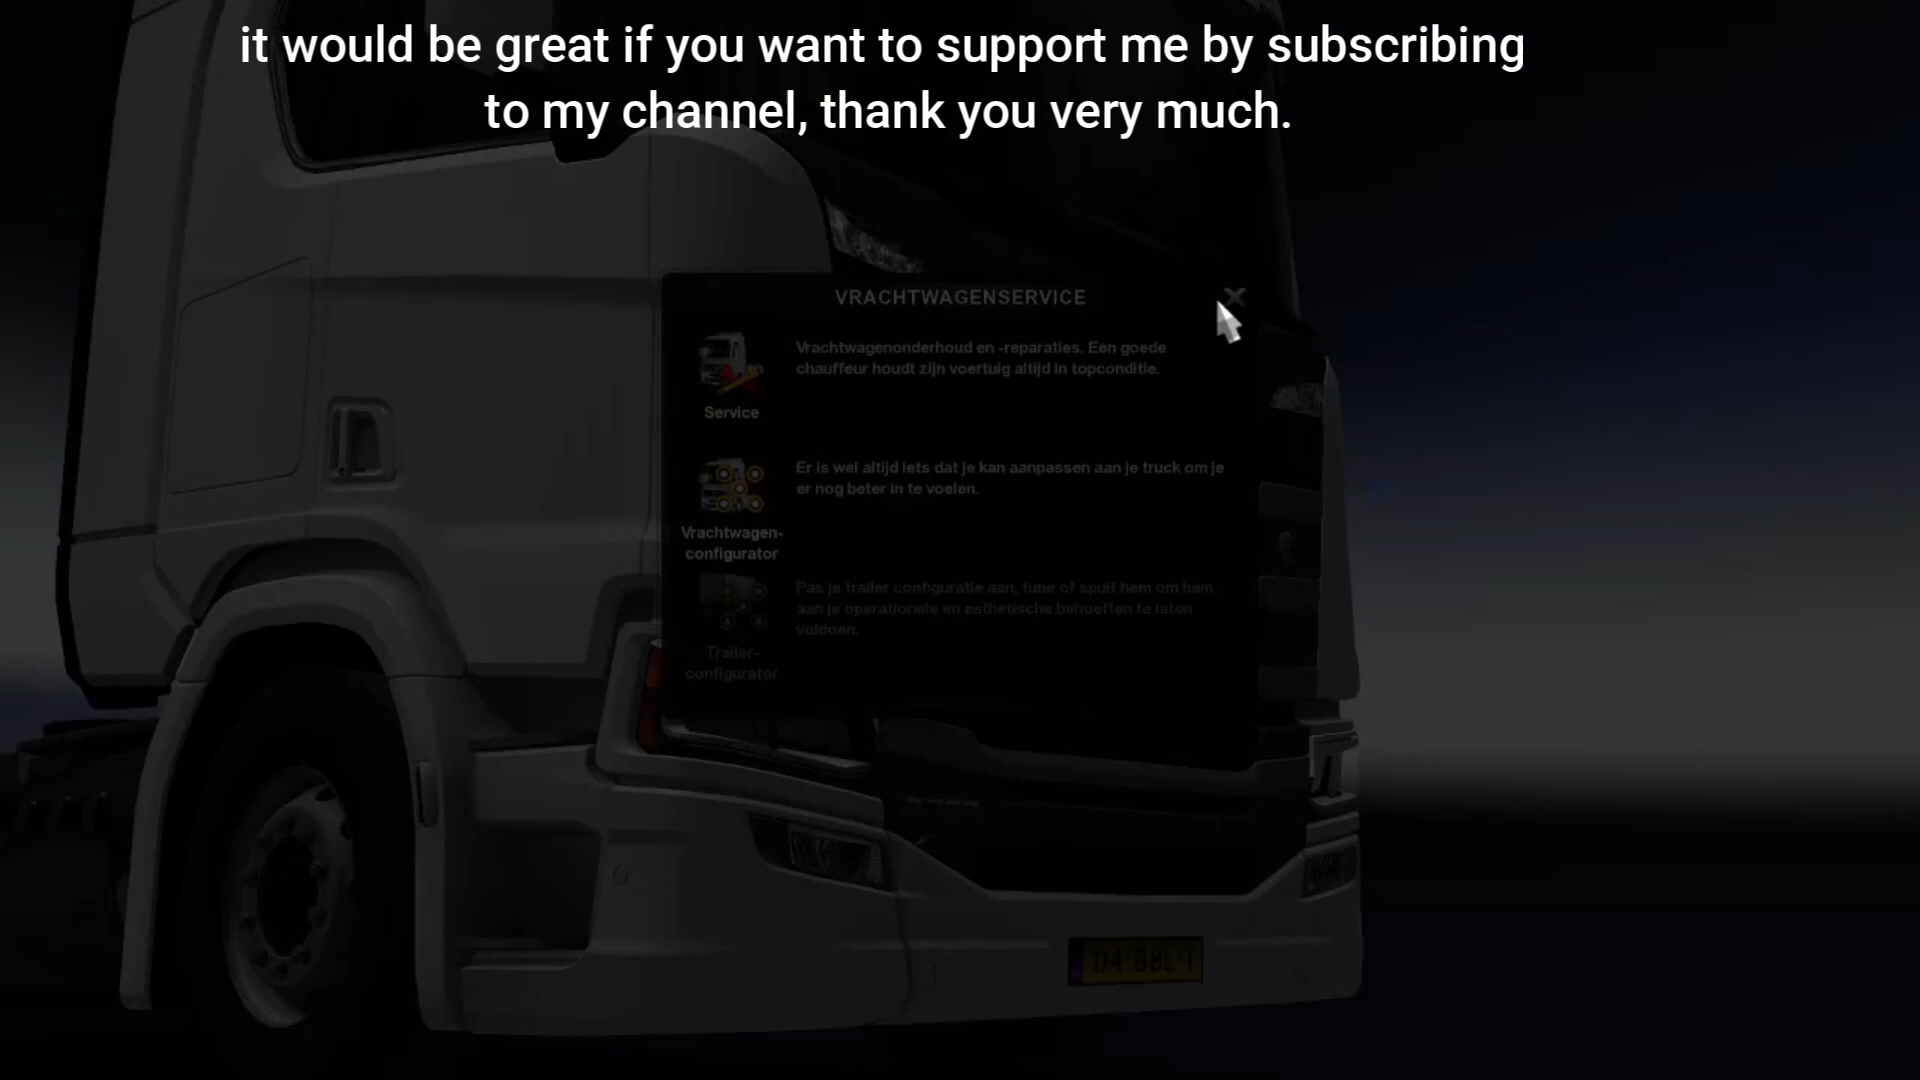 it would be great if you want to support me by subscribing
to my channel, thank you very much.
VRACHTWAGENSERVICE
Vrachtwagenonderhoud en -reparaties. Een goede
chauffeur houdt zijn voertuig altijd in topconditie.
Service
Er is wel altijd iets dat je kan aanpassen aan je truck om je
er nog beter in te voelen.
Vrachtwagen-
configurator
Pas je trailer configuratie aan, tune of spuit hem om hem
aan je operationele en esthetische behoeften te laten
voldoen.
Trailer-
configurator